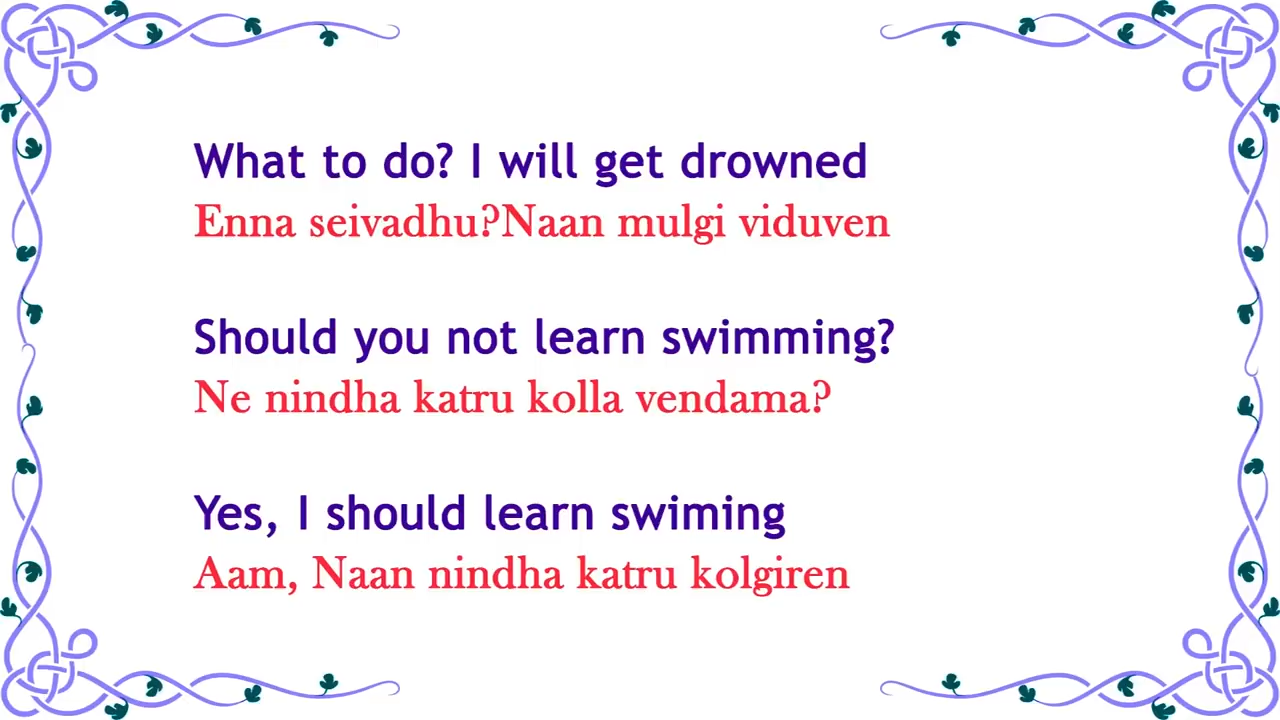 What to do? I will get drowned
Enna seivadhu?Naan mulgi viduven
Should you not learn swimming?
Ne nindha katru kolla vendama?
Yes, I should learn swiming
Aam, Naan nindha katru kolgiren